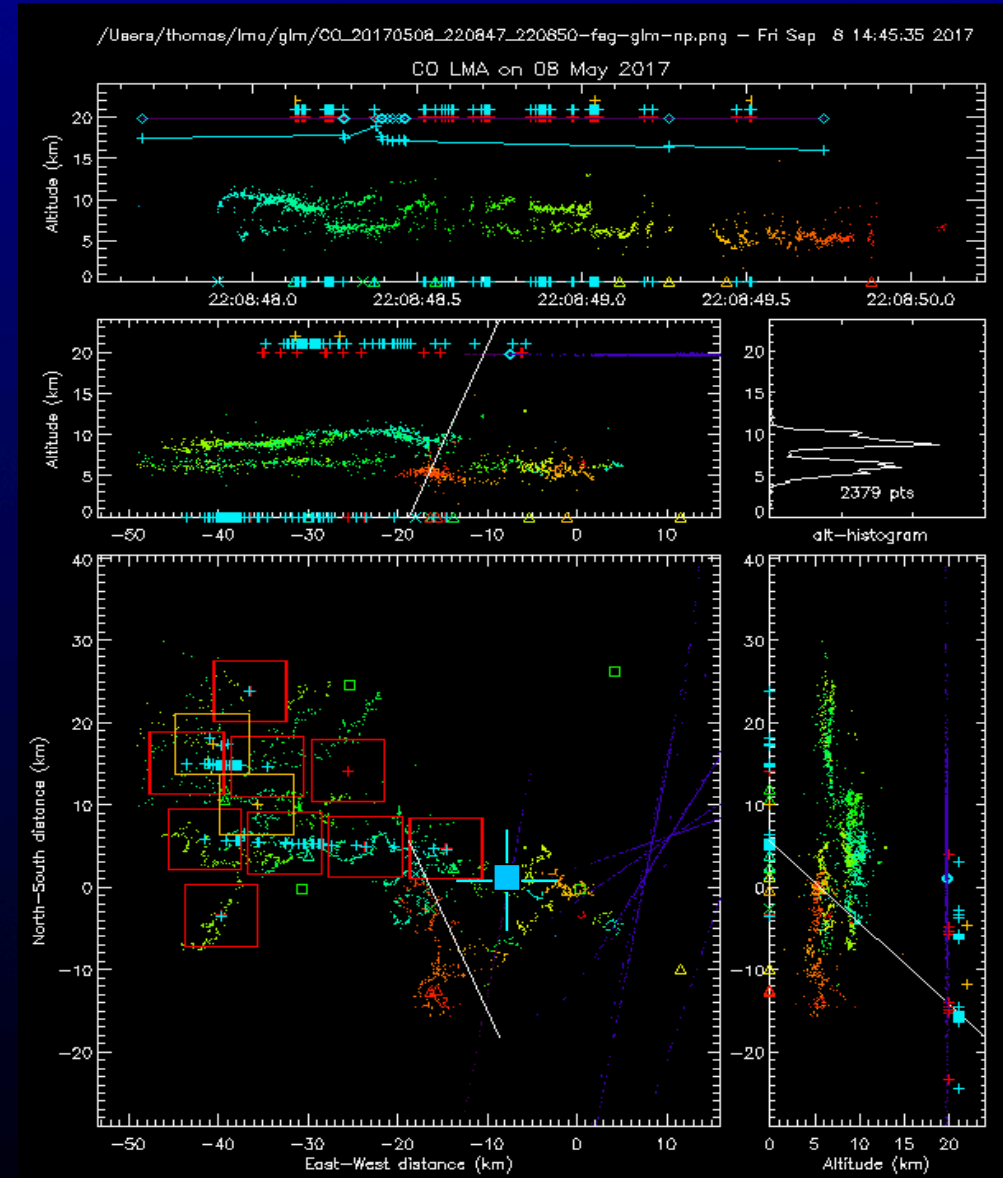 /Users/thomas/lma/glm/CO_20170508_220847_220850-feg-glm-np.png – Fri Sep 8 14:45:35 2017
CO LMA on 08 May 2017
Altitude (km)
20
15
10
5
0
22:08:48.0 22:08:48.5 22:08:49.0 22:08:49.5 22:08:50.0
Altitude (km)
20
15
10
5
0
-50 -40 -30 -20 -10 0 10
20
15
10
5
0
2379 pts
alt-histogram
North-South distance (km)
40
30
20
10
0
-10
-20
-50 -40 -30 -20 -10 0 10
East-West distance (km)
40
30
20
10
0
-10
-20
0 5 10 15 20
Altitude (km)